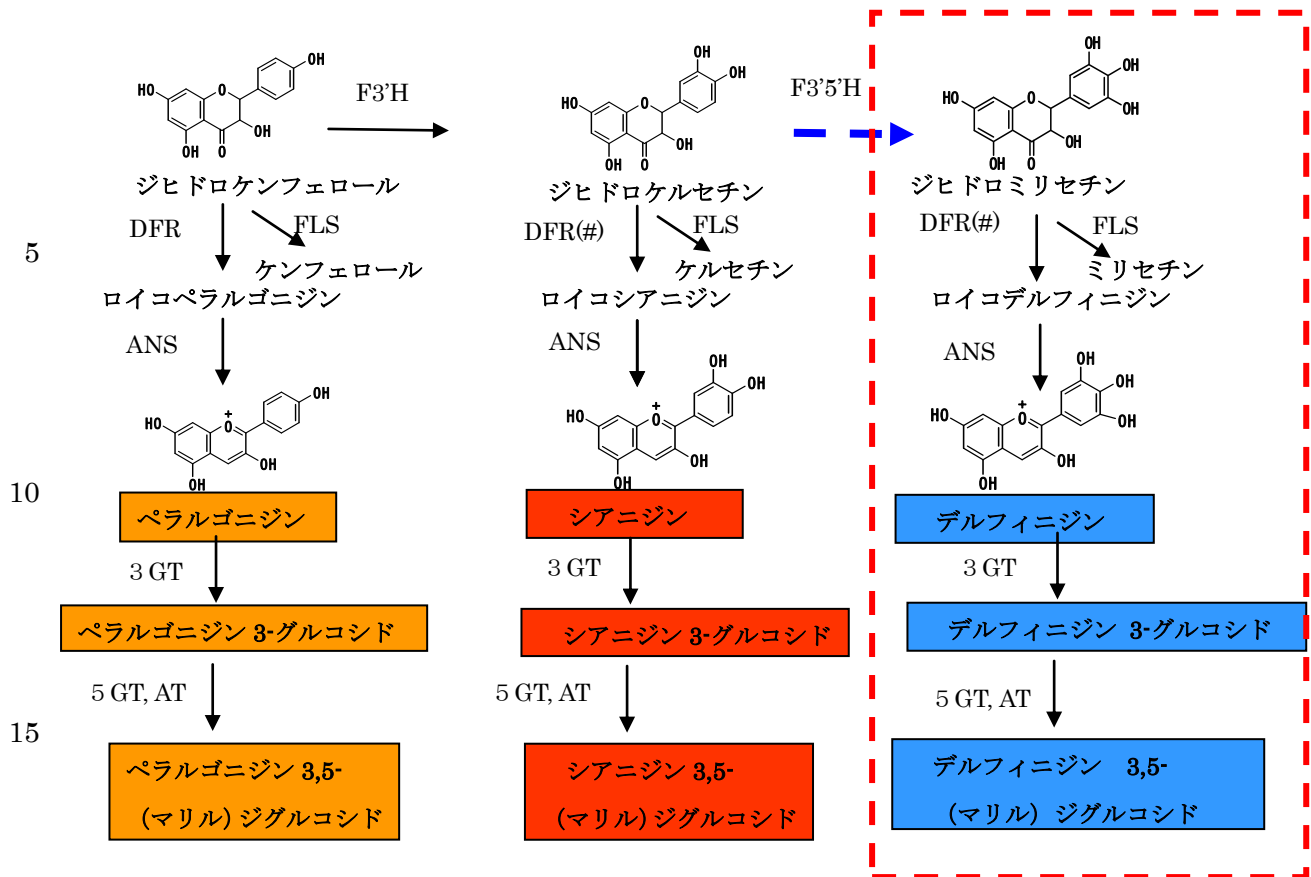 OH
HO
O
OH
OH
O
F3'H
OH
OH
HO
O
OH
OH
O
F3'5'H
OH
OH
OH
HO
O
OH
OH
O
ジヒドロケンフェロール
ジヒドロケルセチン
ジヒドロミリセチン
5
DFR
FLS
DFR(#)
FLS
DFR(#)
FLS
ケンフェロール
ケルセチン
ミリセチン
ロイコペラルゴニジン
ロイコシアニジン
ロイコデルフィニジン
ANS
ANS
ANS
OH
HO
+
O
OH
OH
OH
OH
HO
+
O
OH
OH
OH
OH
OH
HO
+
O
OH
OH
10
ペラルゴニジン
シアニジン
デルフィニジン
3 GT
3 GT
3 GT
ペラルゴニジン 3-グルコシド
シアニジン 3-グルコシド
デルフィニジン 3-グルコシド
5 GT, AT
5 GT, AT
5 GT, AT
15
ペラルゴニジン 3,5-
(マリル) ジグルコシド
シアニジン 3,5-
(マリル) ジグルコシド
デルフィニジン 3,5-
(マリル) ジグルコシド